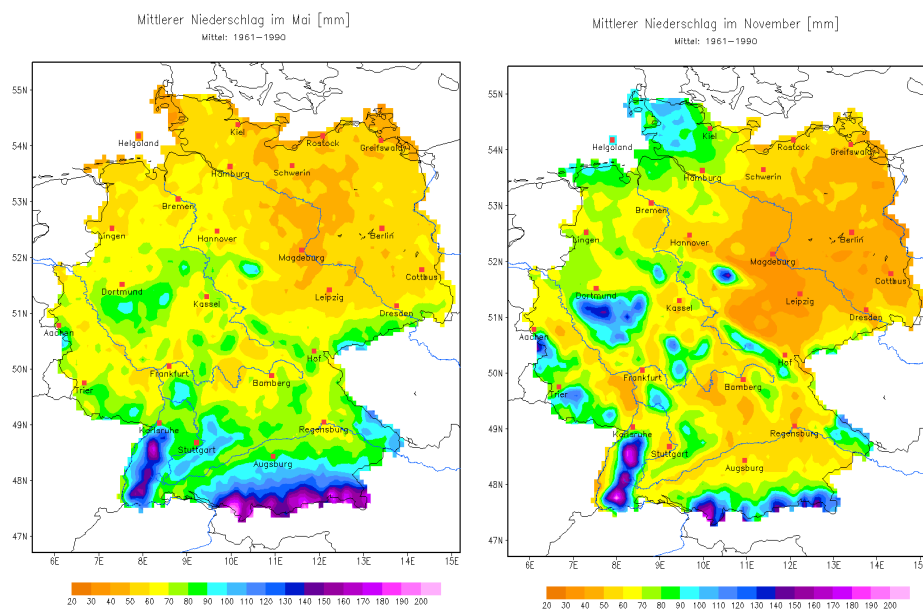 Mittlerer Niederschlag im Mai [mm]
Mittel: 1961-1990
55N
54N
53N
52N
51N
50N
49N
48N
47N
Helgoland
Kiel
Rostock
Greifswald
Hamburg
Schwerin
Bremen
Lingen
Hannover
Berlin
Magdeburg
Cottbus
Dortmund
Kassel
Leipzig
Dresden
Aachen
Hof
Frankfurt
Bamberg
Trier
Karlsruhe
Regensburg
Stuttgart
Augsburg
6E 7E 8E 9E 10E 11E 12E 13E 14E 15E
20 30 40 50 60 70 80 90 100 110 120 130 140 150 160 170 180 190 200
Mittlerer Niederschlag im November [mm]
Mittel: 1961-1990
55N
54N
53N
52N
51N
50N
49N
48N
47N
Helgoland
Kiel
Rostock
Greifswald
Hamburg
Schwerin
Bremen
Lingen
Hannover
Berlin
Magdeburg
Cottbus
Dortmund
Kassel
Leipzig
Dresden
Aachen
Hof
Frankfurt
Bamberg
Trier
Karlsruhe
Regensburg
Stuttgart
Augsburg
6E 7E 8E 9E 10E 11E 12E 13E 14E
20 30 40 50 60 70 80 90 100 110 120 130 140 150 160 170 180 190 200